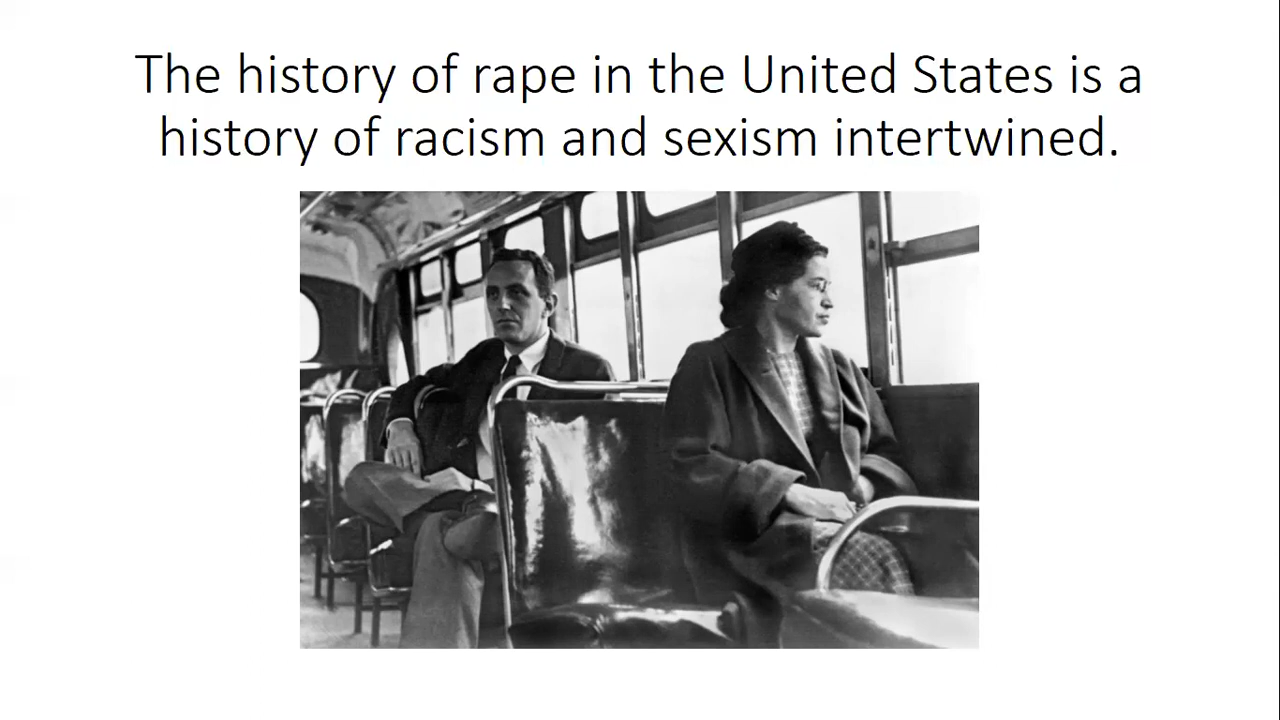 The history of rape in the United States is a
history of racism and sexism intertwined.